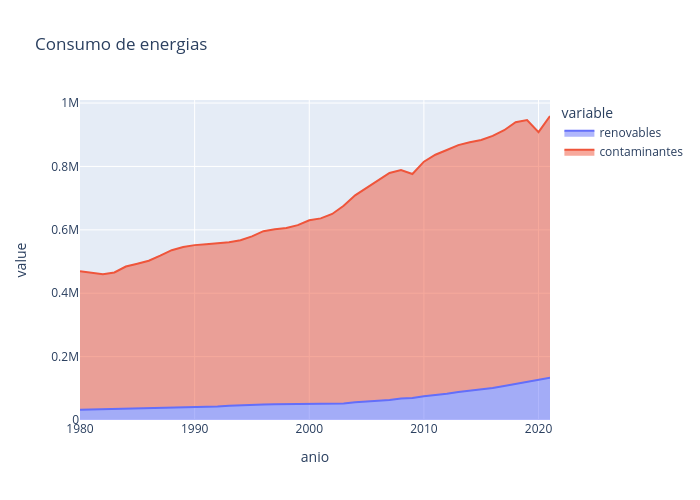 Consumo de energias
1M
0.8M
0.6M
0.4M
0.2M
0
1980
1990
2000
2010
2020
value
anio
variable
renovables
contaminantes